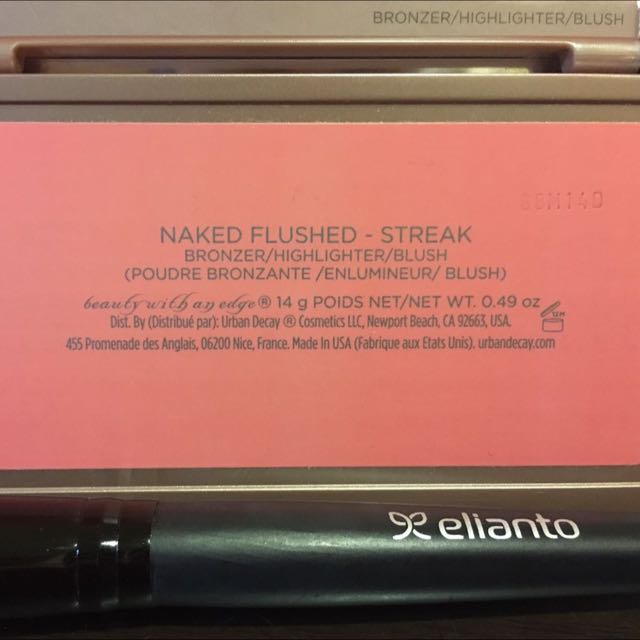 BRONZER/HIGHLIGHTER/BLUSH
NAKED FLUSHED - STREAK
BRONZER/HIGHLIGHTER/BLUSH
(POUDRE BRONZANTE /ENLUMINEUR/ BLUSH)
beauty with an edge® 14 g POIDS NET/NET WT. 0.49 oz 12M
Dist. By (Distribué par): Urban Decay ® Cosmetics LLC, Newport Beach, CA 92663, USA.
455 Promenade des Anglais, 06200 Nice, France. Made In USA (Fabrique aux Etats Unis). urbandecay.com
elianto